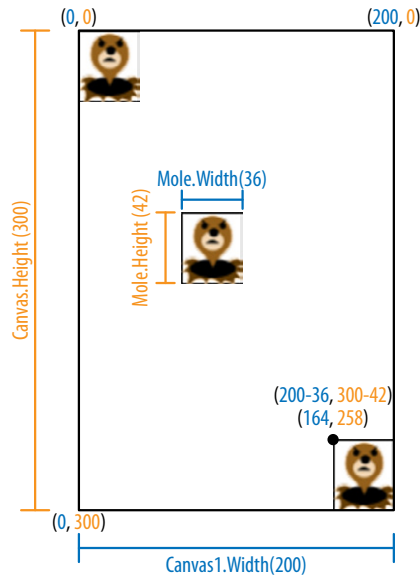 (0, 0)
(200, 0)
Mole.Width(36)
Mole.Height (42)
Canvas.Height (300)
(200-36, 300-42)
(164, 258)
(0, 300)
Canvas1.Width(200)